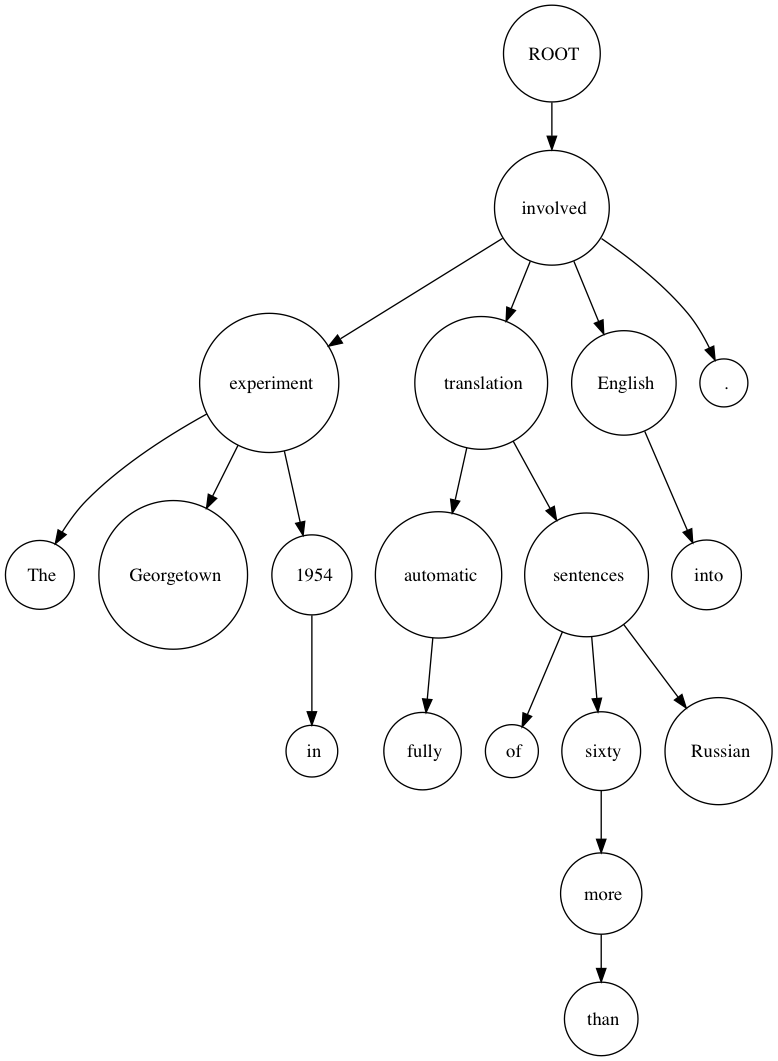 ROOT
involved
experiment translation English .
The Georgetown 1954 automatic sentences into
in fully of sixty Russian
more
than